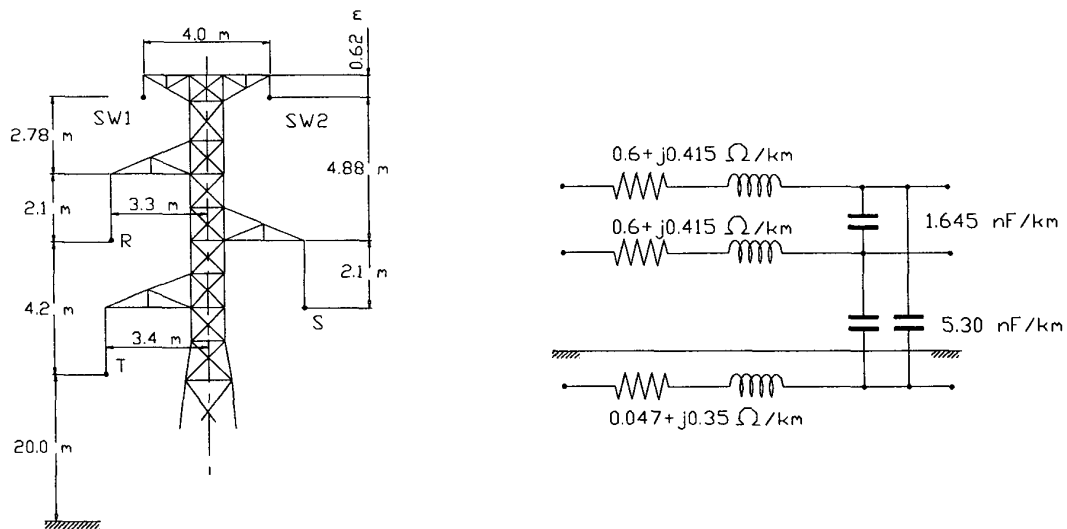 4.0 m
0.62 m
SW1
SW2
2.78 m
4.88 m
2.1 m
3.3 m
R
2.1 m
4.2 m
S
3.4 m
T
20.0 m
0.6+j0.415 Ω/km
1.645 nF/km
0.6+j0.415 Ω/km
5.30 nF/km
0.047+j0.35 Ω/km